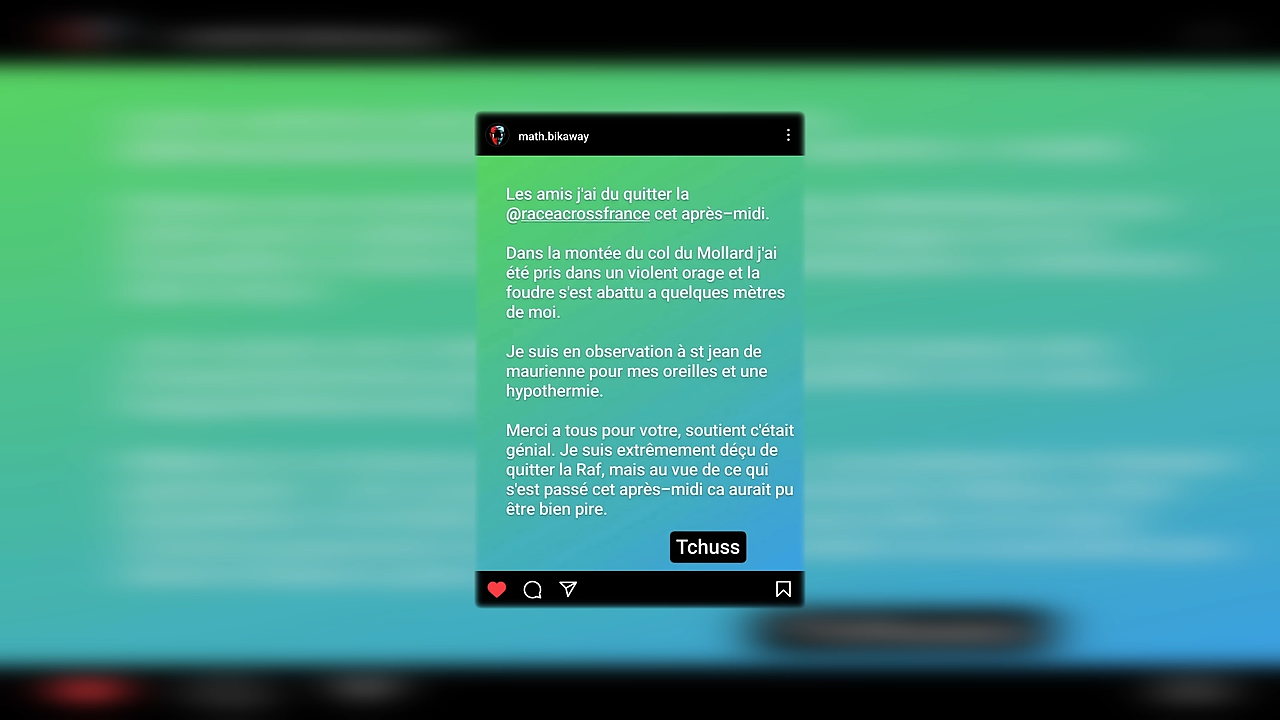 math.bikaway
Les amis j'ai du quitter la
@raceacrossfrance cet après–midi.
Dans la montée du col du Mollard j'ai
été pris dans un violent orage et la
foudre s'est abattu a quelques mètres
de moi.
Je suis en observation à st jean de
maurienne pour mes oreilles et une
hypothermie.
Merci a tous pour votre, soutient c'était
génial. Je suis extrêmement déçu de
quitter la Raf, mais au vue de ce qui
s'est passé cet après–midi ca aurait pu
être bien pire.
Tchuss